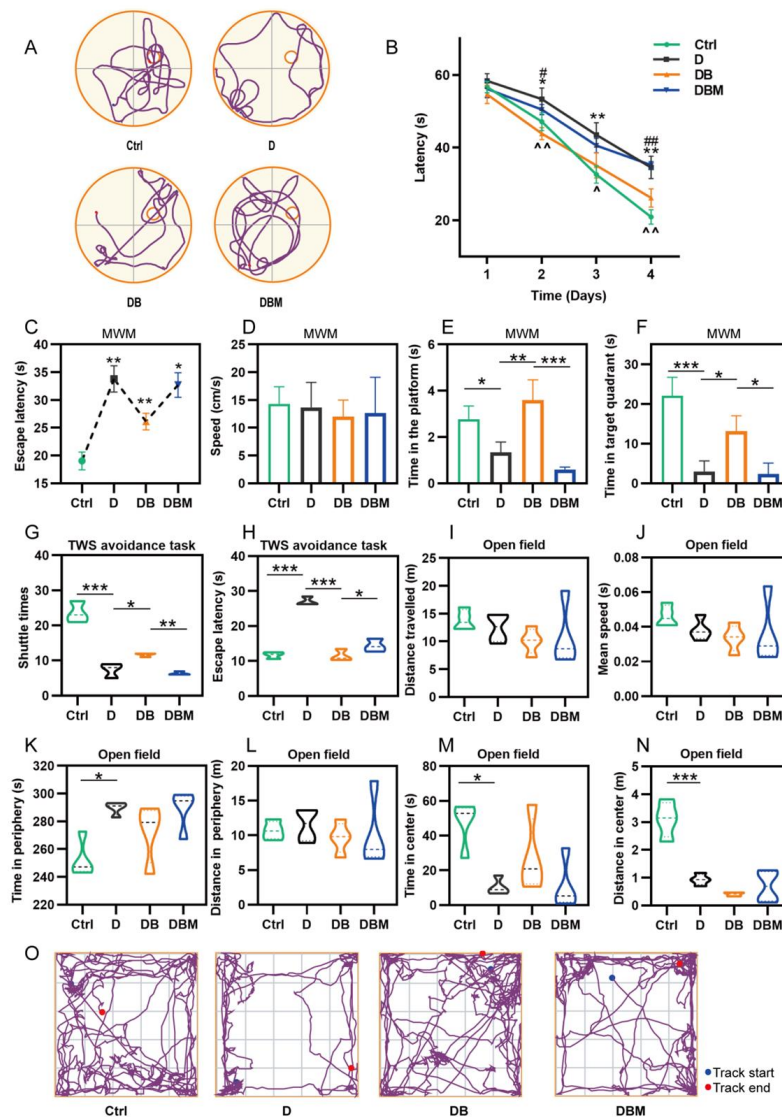 A
Ctrl
D
DB
DBM
B
Ctrl
D
DB
DBM
Latency (s)
60
40
20
#
*
^^
**
^
##
**
^^
1 2 3 4
Time (Days)
C
MWM
Escape latency (s)
40
35
30
25
20
15
**
**
*
Ctrl D DB DBM
D
MWM
Speed (cm/s)
25
20
15
10
5
0
Ctrl D DB DBM
E
MWM
Time in the platform (s)
6
4
2
0
* ** ***
Ctrl D DB DBM
F
MWM
Time in target quadrant (s)
40
30
20
10
0
*** * *
Ctrl D DB DBM
G
TWS avoidance task
Shuttle times
30
20
10
0
*** * **
Ctrl D DB DBM
H
TWS avoidance task
Escape latency (s)
40
30
20
10
0
*** *** *
Ctrl D DB DBM
I
Open field
Distance travelled (m)
25
20
15
10
5
0
Ctrl D DB DBM
J
Open field
Mean speed (s)
0.08
0.06
0.04
0.02
0.00
Ctrl D DB DBM
K
Open field
Time in periphery (s)
320
300
280
260
240
220
*
Ctrl D DB DBM
L
Open field
Distance in periphery (m)
20
15
10
5
0
Ctrl D DB DBM
M
Open field
Time in center (s)
80
60
40
20
0
*
Ctrl D DB DBM
N
Open field
Distance in center (m)
5
4
3
2
1
0
***
Ctrl D DB DBM
O
Ctrl
D
DB
DBM
Track start
Track end